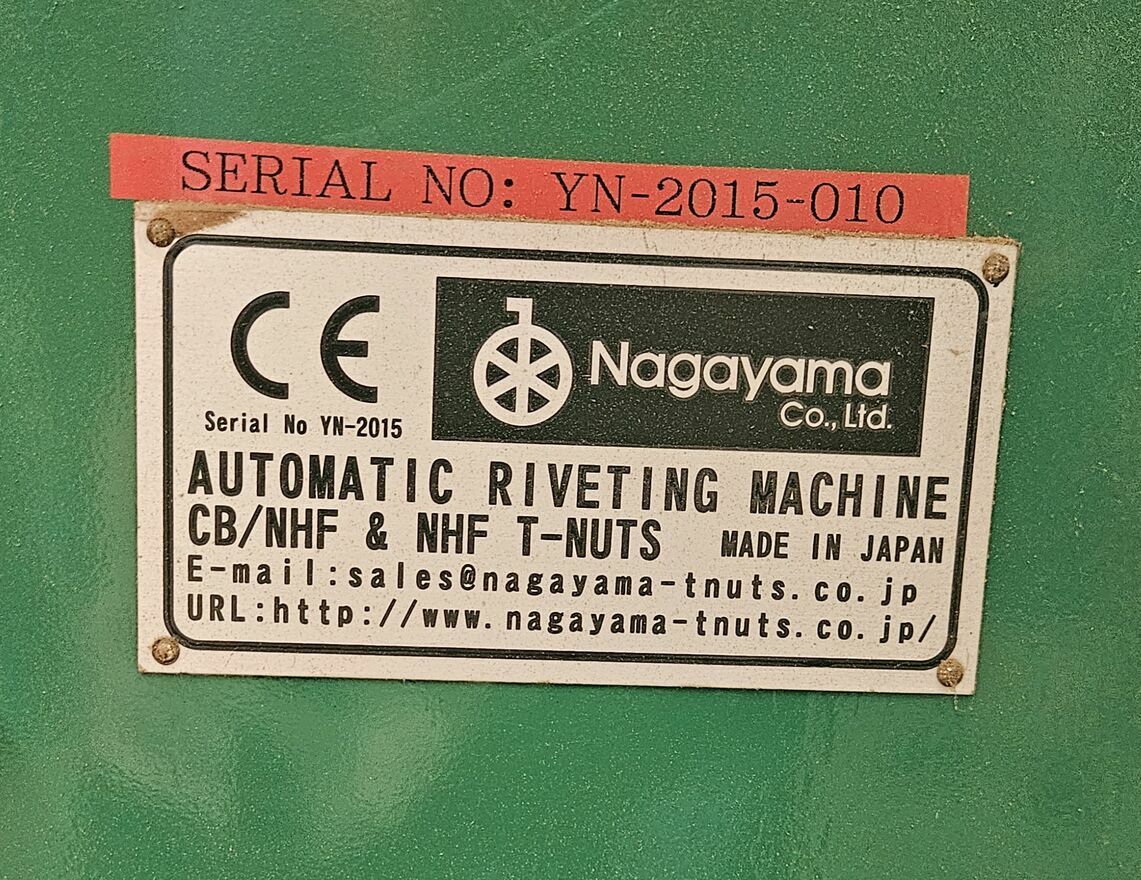 SERIAL NO: YN-2015-010
CE
Nagayama
Co., Ltd.
Serial No YN-2015
AUTOMATIC RIVETING MACHINE
CB/NHF & NHF T-NUTS MADE IN JAPAN
E-mail:sales@nagayama-tnuts.co.jp
URL:http://www.nagayama-tnuts.co.jp/